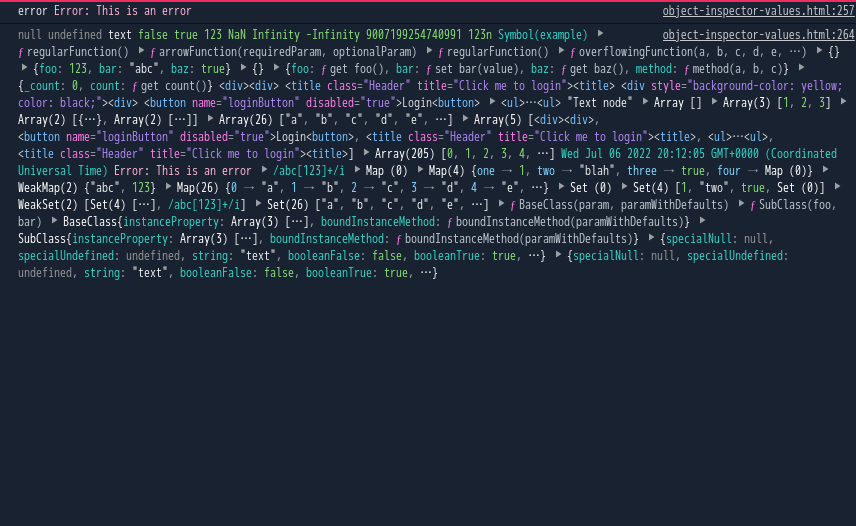 error Error: This is an error object-inspector-values.html:257
null undefined text false true 123 NaN Infinity -Infinity 9007199254740991 123n Symbol(example) ▸ object-inspector-values.html:264
ƒ regularFunction() ▸ ƒ arrowFunction(requiredParam, optionalParam) ▸ ƒ regularFunction() ▸ ƒ overflowingFunction(a, b, c, d, e, …) ▸ {}
▸ {foo: 123, bar: "abc", baz: true} ▸ {} ▸ {foo: ƒ get foo(), bar: ƒ set bar(value), baz: ƒ get baz(), method: ƒ method(a, b, c)} ▸
{_count: 0, count: ƒ get count()} <div><div> <title class="Header" title="Click me to login"><title> <div style="background-color: yellow;
color: black;"><div> <button name="loginButton" disabled="true">Login<button> ▸ <ul>…<ul> "Text node" ▸ Array [] ▸ Array(3) [1, 2, 3] ▸
Array(2) [{…}, Array(2) […]] ▸ Array(26) ["a", "b", "c", "d", "e", …] ▸ Array(5) [<div><div>,
<button name="loginButton" disabled="true">Login<button>, <title class="Header" title="Click me to login"><title>, <ul>…<ul>,
<title class="Header" title="Click me to login"><title>] ▸ Array(205) [0, 1, 2, 3, 4, …] Wed Jul 06 2022 20:12:05 GMT+0000 (Coordinated
Universal Time) Error: This is an error ▸ /abc[123]+/i ▸ Map (0) ▸ Map(4) {one → 1, two → "blah", three → true, four → Map (0)} ▸
WeakMap(2) {"abc", 123} ▸ Map(26) {0 → "a", 1 → "b", 2 → "c", 3 → "d", 4 → "e", …} ▸ Set (0) ▸ Set(4) [1, "two", true, Set (0)] ▸
WeakSet(2) [Set(4) […], /abc[123]+/i] ▸ Set(26) ["a", "b", "c", "d", "e", …] ▸ ƒ BaseClass(param, paramWithDefaults) ▸ ƒ SubClass(foo,
bar) ▸ BaseClass{instanceProperty: Array(3) […], boundInstanceMethod: ƒ boundInstanceMethod(paramWithDefaults)} ▸
SubClass{instanceProperty: Array(3) […], boundInstanceMethod: ƒ boundInstanceMethod(paramWithDefaults)} ▸ {specialNull: null,
specialUndefined: undefined, string: "text", booleanFalse: false, booleanTrue: true, …} ▸ {specialNull: null, specialUndefined:
undefined, string: "text", booleanFalse: false, booleanTrue: true, …}